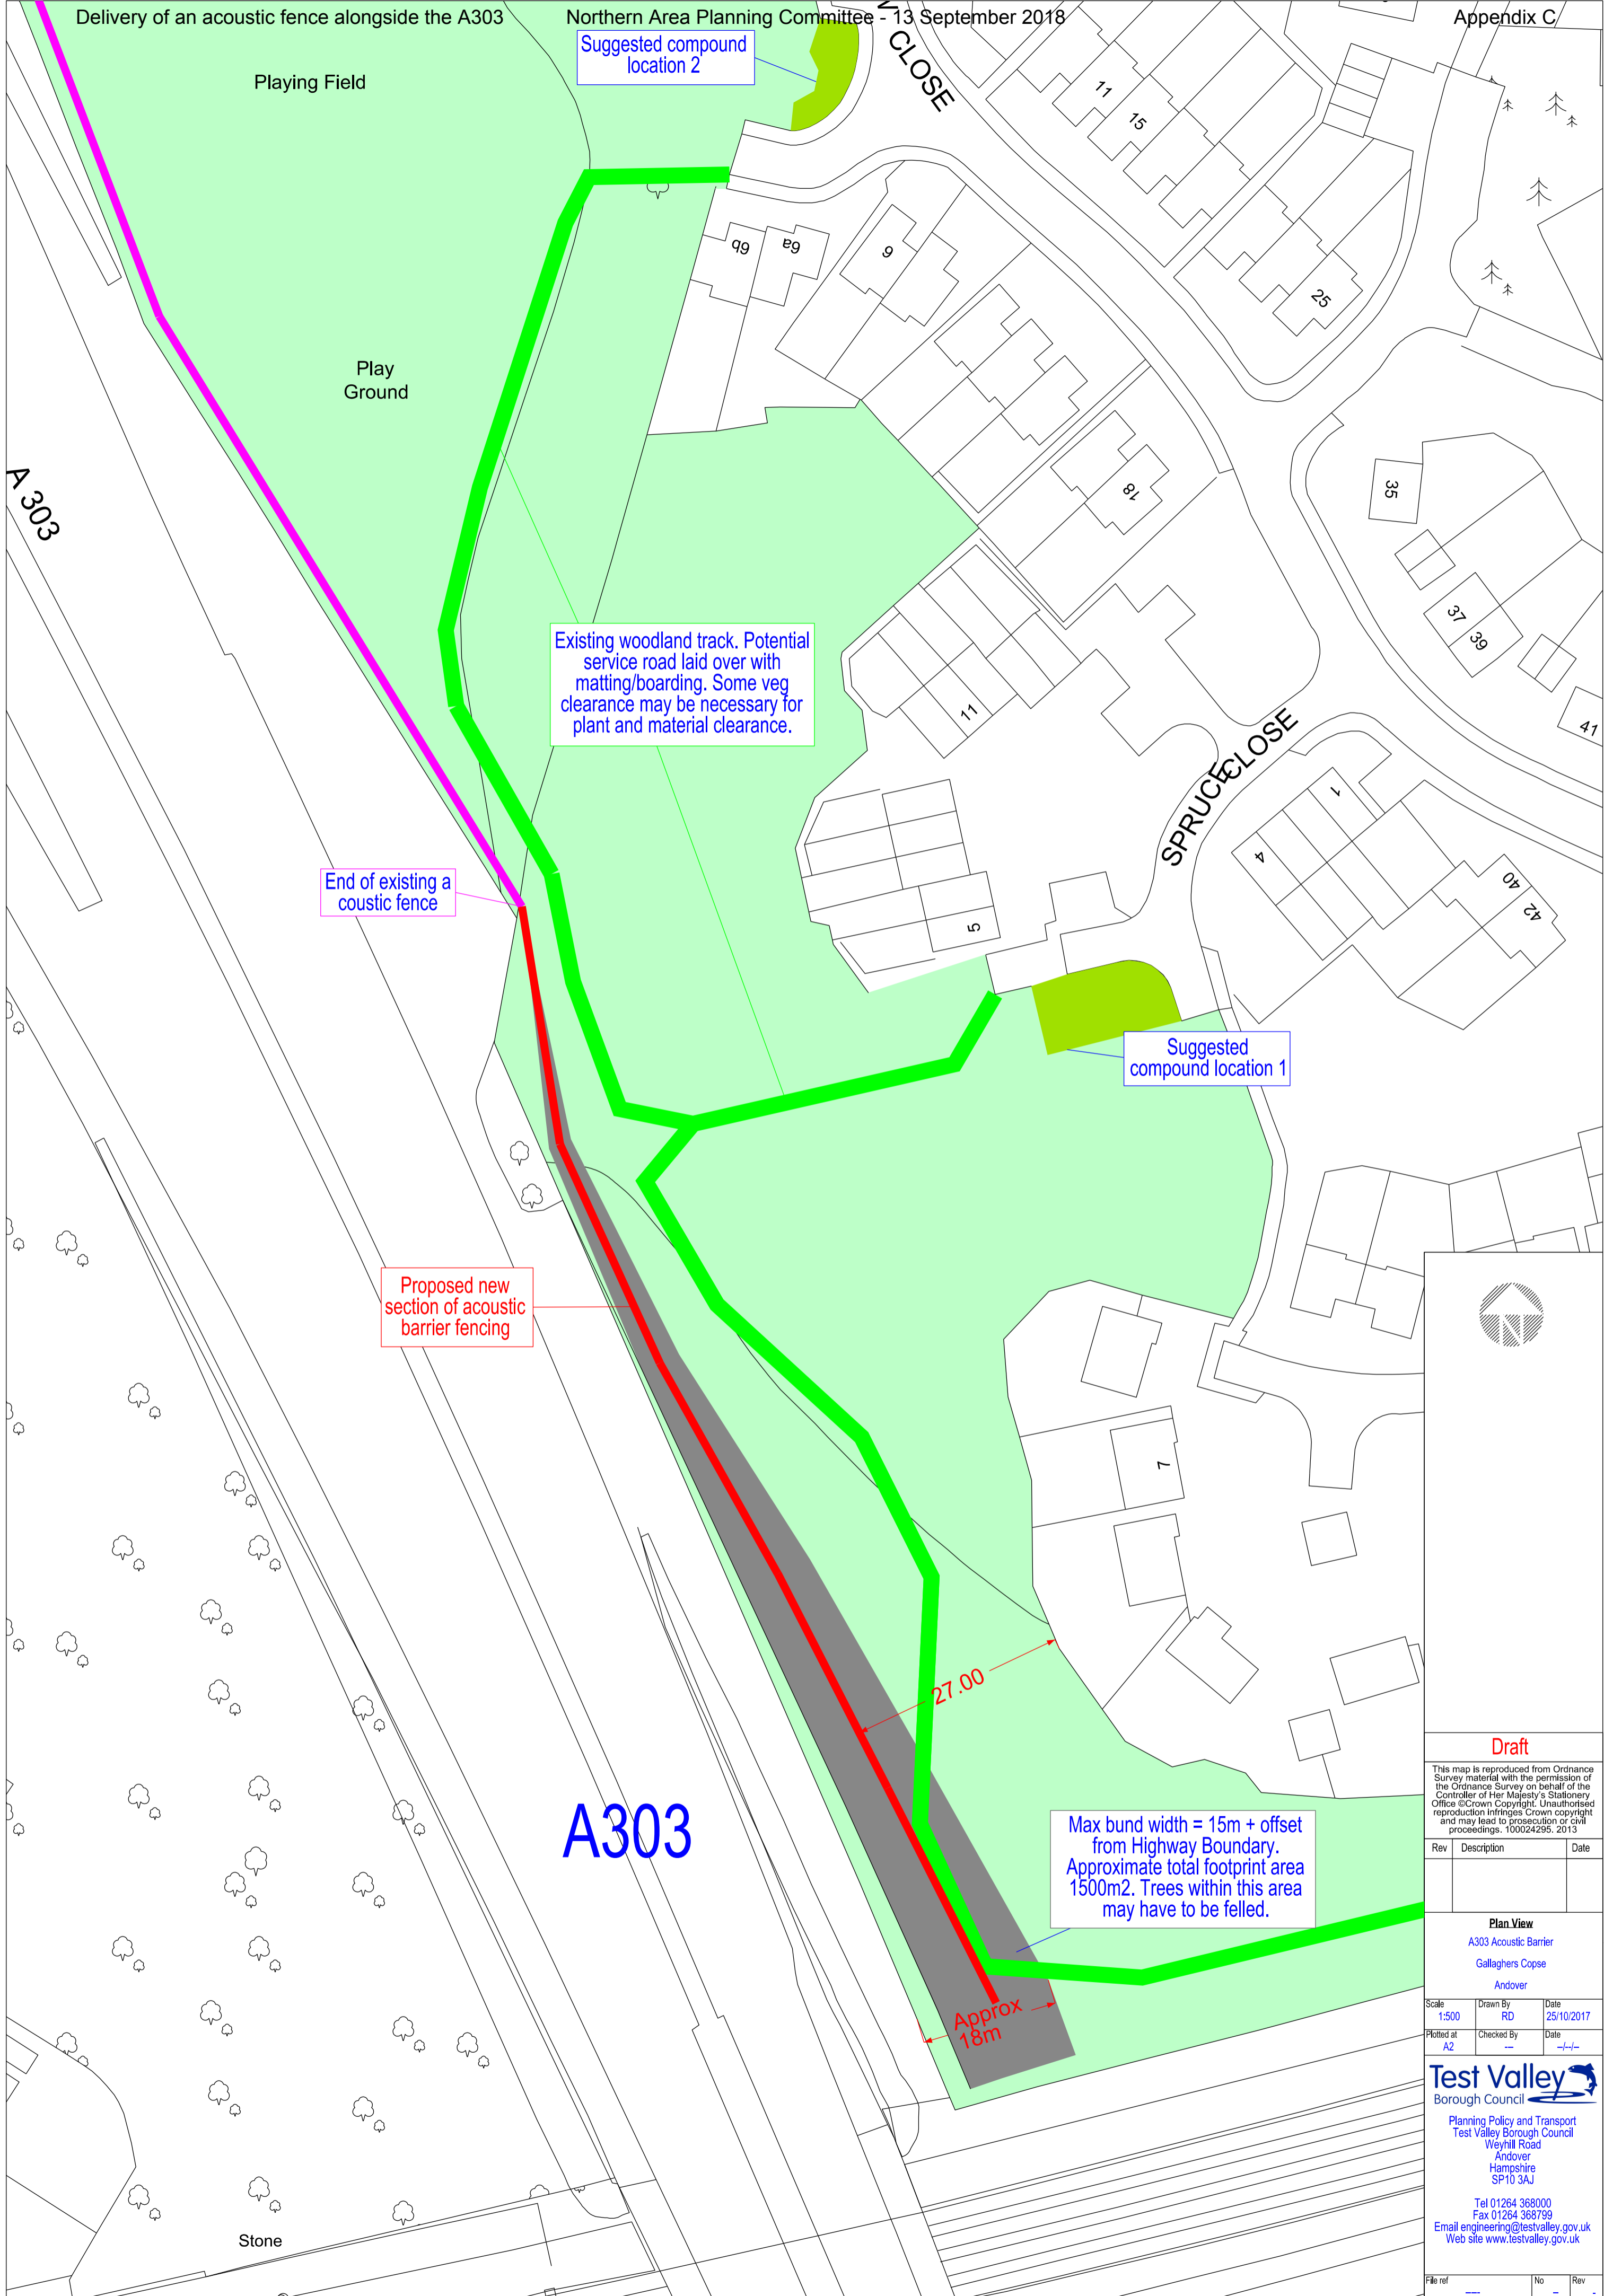 Delivery of an acoustic fence alongside the A303
Northern Area Planning Committee - 13 September 2018
Appendix C
Suggested compound
location 2
Playing Field
CLOSE
11
15
25
6b
6a
9
Play
Ground
A 303
18
35
37
39
41
Existing woodland track. Potential
service road laid over with
matting/boarding. Some veg
clearance may be necessary for
plant and material clearance.
11
SPRUCE CLOSE
1
4
40
42
End of existing a
coustic fence
5
Suggested
compound location 1
Proposed new
section of acoustic
barrier fencing
7
27.00
A303
Max bund width = 15m + offset
from Highway Boundary.
Approximate total footprint area
1500m2. Trees within this area
may have to be felled.
Approx
18m
Stone
N
Draft
This map is reproduced from Ordnance
Survey material with the permission of
the Ordnance Survey on behalf of the
Controller of Her Majesty's Stationery
Office ©Crown Copyright. Unauthorised
reproduction infringes Crown copyright
and may lead to prosecution or civil
proceedings. 100024295. 2013
Rev Description Date
Plan View
A303 Acoustic Barrier
Gallaghers Copse
Andover
Scale Drawn By Date
1:500 RD 25/10/2017
Plotted at Checked By Date
A2 --- --/--/--
Test Valley
Borough Council
Planning Policy and Transport
Test Valley Borough Council
Weyhill Road
Andover
Hampshire
SP10 3AJ
Tel 01264 368000
Fax 01264 368799
Email engineering@testvalley.gov.uk
Web site www.testvalley.gov.uk
File ref No Rev